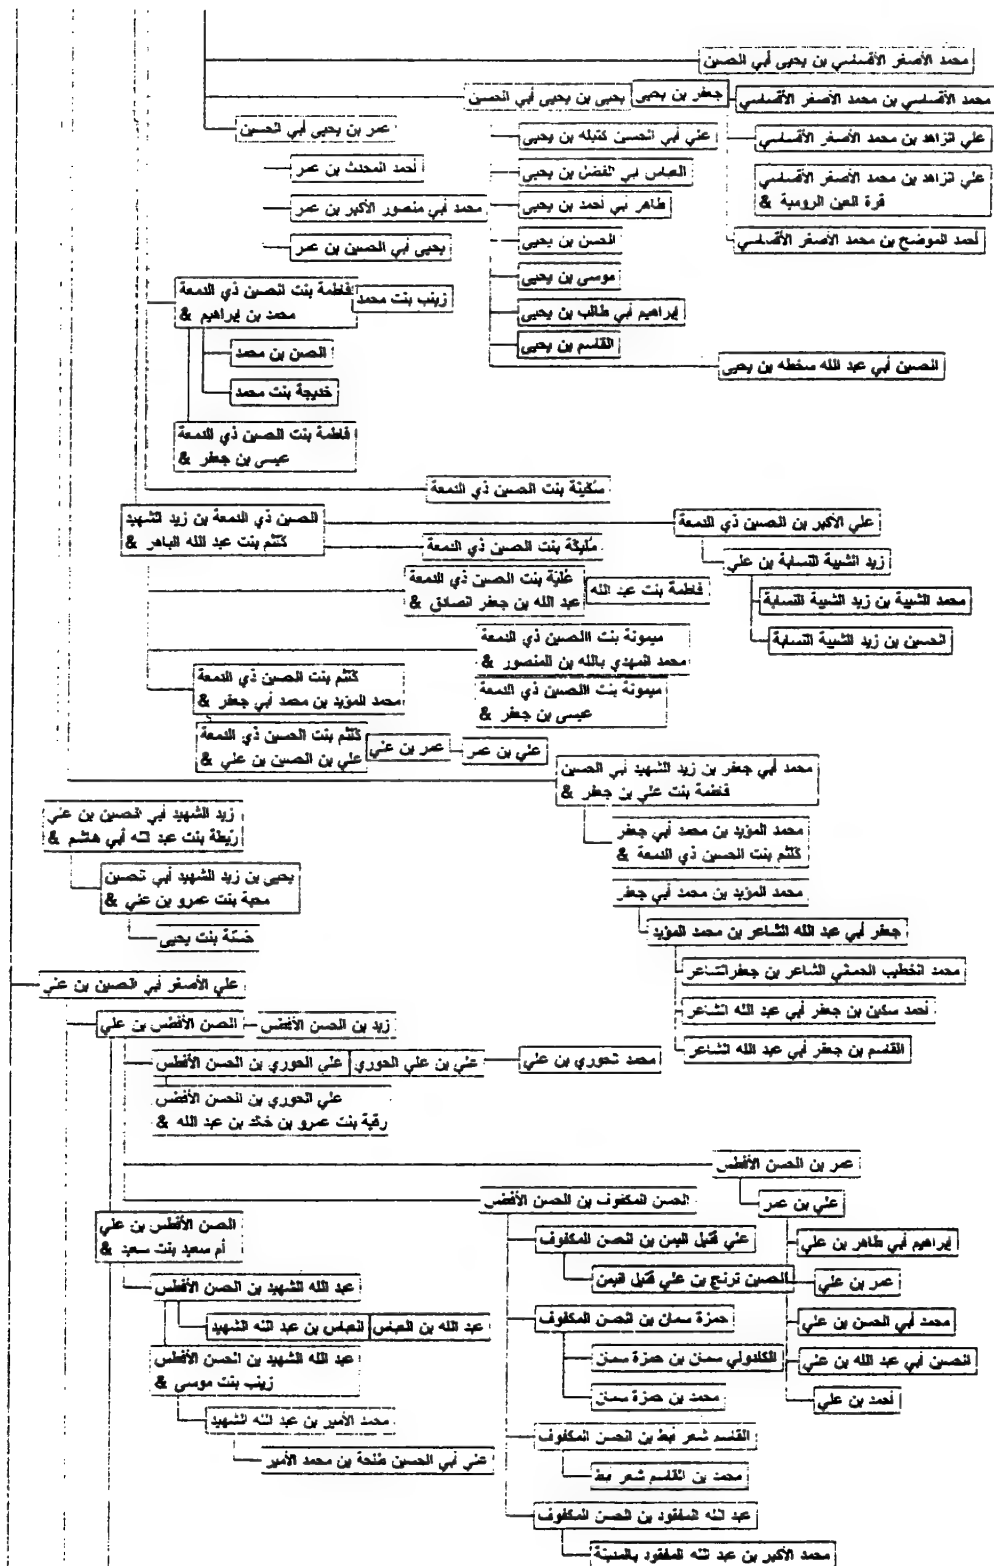 محمد الأصغر الأقساسي بن يحيى أبي الحسين
يحيى بن يحيى أبي الحسين
جعفر بن يحيى
محمد الأقساسي بن محمد الأصغر الأقساسي
عمر بن يحيى أبي الحسين
علي أبي الحسين كتيله بن يحيى
علي الزاهد بن محمد الأصغر الأقساسي
أحمد المحدث بن عمر
العباس أبي الفضل بن يحيى
علي الزاهد بن محمد الأصغر الأقساسي
قرة العين الرومية &
محمد أبي منصور الأكبر بن عمر
طاهر أبي أحمد بن يحيى
يحيى أبي الحسين بن عمر
الحسن بن يحيى
أحمد الموضح بن محمد الأصغر الأقساسي
موسى بن يحيى
فاطمة بنت الحسين ذي الدمعة
محمد بن إبراهيم &
زينب بنت محمد
إبراهيم أبي طالب بن يحيى
الحسن بن محمد
القاسم بن يحيى
الحسين أبي عبد الله سخطه بن يحيى
خديجة بنت محمد
فاطمة بنت الحسين ذي الدمعة
عيسى بن جعفر &
سكينة بنت الحسين ذي الدمعة
الحسين ذي الدمعة بن زيد الشهيد
كلثم بنت عبد الله الباهر &
علي الأكبر بن الحسين ذي الدمعة
مليكة بنت الحسين ذي الدمعة
زيد الشبية النسابة بن علي
علية بنت الحسين ذي الدمعة
عبد الله بن جعفر الصادق &
فاطمة بنت عبد الله
محمد الشبية بن زيد الشبية النسابة
الحسين بن زيد الشبية النسابة
ميمونة بنت االحسين ذي الدمعة
محمد المهدي بالله بن المنصور &
كلثم بنت الحسين ذي الدمعة
محمد المؤيد بن محمد أبي جعفر &
ميمونة بنت االحسين ذي الدمعة
عيسى بن جعفر &
كلثم بنت الحسين ذي الدمعة
علي بن الحسين بن علي &
عمر بن علي
علي بن عمر
محمد أبي جعفر بن زيد الشهيد أبي الحسين
فاطمة بنت علي بن جعفر &
زيد الشهيد أبي الحسين بن علي
ريطة بنت عبد الله أبي هاشم &
محمد المؤيد بن محمد أبي جعفر
كلثم بنت الحسين ذي الدمعة &
يحيى بن زيد الشهيد أبي الحسين
محبة بنت عمرو بن علي &
محمد المؤيد بن محمد أبي جعفر
حسنة بنت يحيى
جعفر أبي عبد الله الشاعر بن محمد المؤيد
محمد الخطيب الحماني الشاعر بن جعفرالشاعر
علي الأصغر أبي الحسين بن علي
أحمد سكين بن جعفر أبي عبد الله الشاعر
الحسن الأفطس بن علي
زيد بن الحسن الأفطس
القاسم بن جعفر أبي عبد الله الشاعر
علي الحوري بن الحسن الأفطس
علي بن علي الحوري
محمد الحوري بن علي
علي الحوري بن الحسن الأفطس
رقية بنت عمرو بن خالد بن عبد الله &
عمر بن الحسن الأفطس
الحسن المكفوف بن الحسن الأفطس
علي بن عمر
الحسن الأفطس بن علي
أم سعيد بنت سعيد &
علي قتيل اليمن بن الحسن المكفوف
إبراهيم أبي طاهر بن علي
عبد الله الشهيد بن الحسن الأفطس
الحسين ترنج بن علي قتيل اليمن
عمر بن علي
العباس بن عبد الله الشهيد
عبد الله بن العباس
حمزة سمان بن الحسن المكفوف
محمد أبي الحسن بن علي
عبد الله الشهيد بن الحسن الأفطس
زينب بنت موسى &
سمان بن حمزة سمان
الحسين أبي عبد الله بن علي
محمد بن حمزة سمان
أحمد بن علي
محمد الأمير بن عبد الله الشهيد
القاسم شعر ابط بن الحسن المكفوف
علي أبي الحسين طلحة بن محمد الأمير
محمد بن القاسم شعر ابط
عبد الله المفقود بن الحسن المكفوف
محمد الأكبر بن عبد الله المفقود بالمدينة